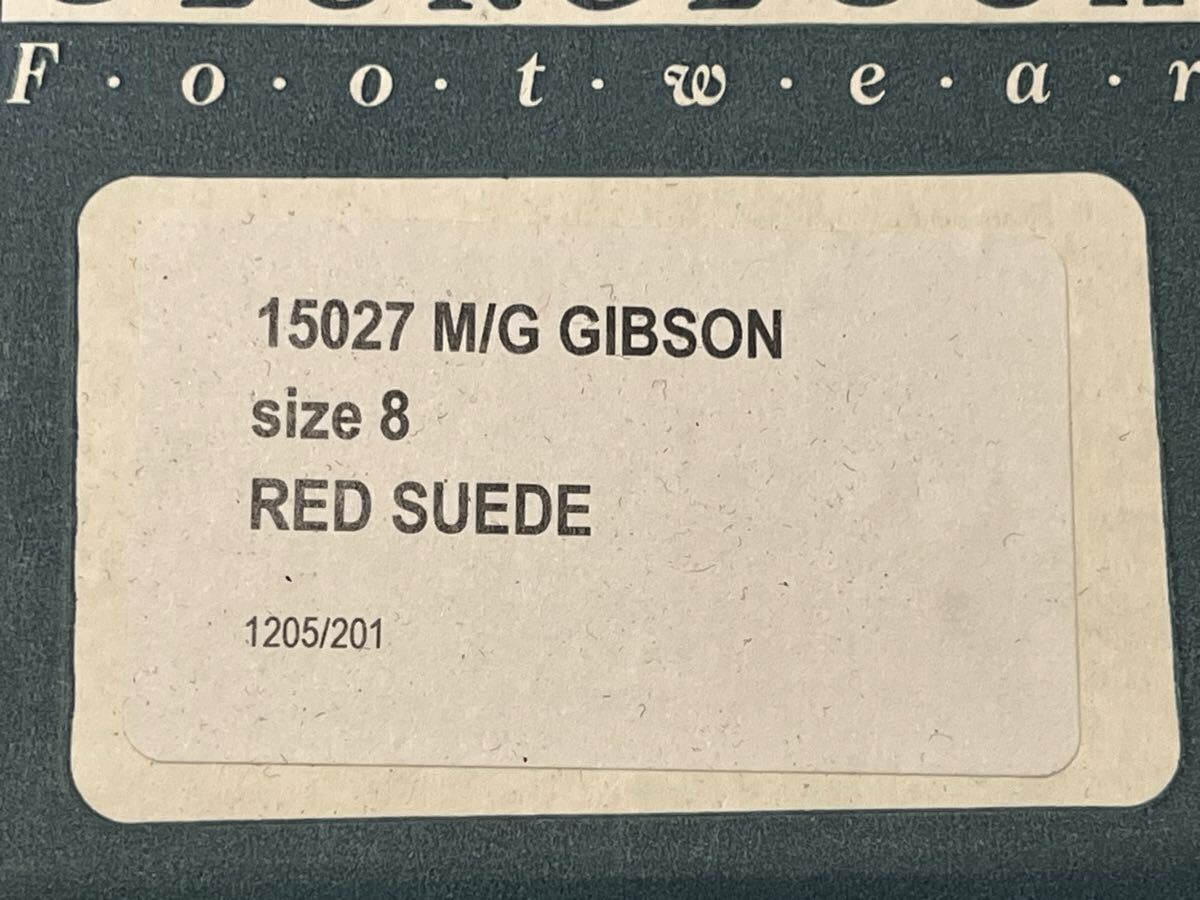 F·o·o·t·w·e·a·r
15027 M/G GIBSON
size 8
RED SUEDE
1205/201